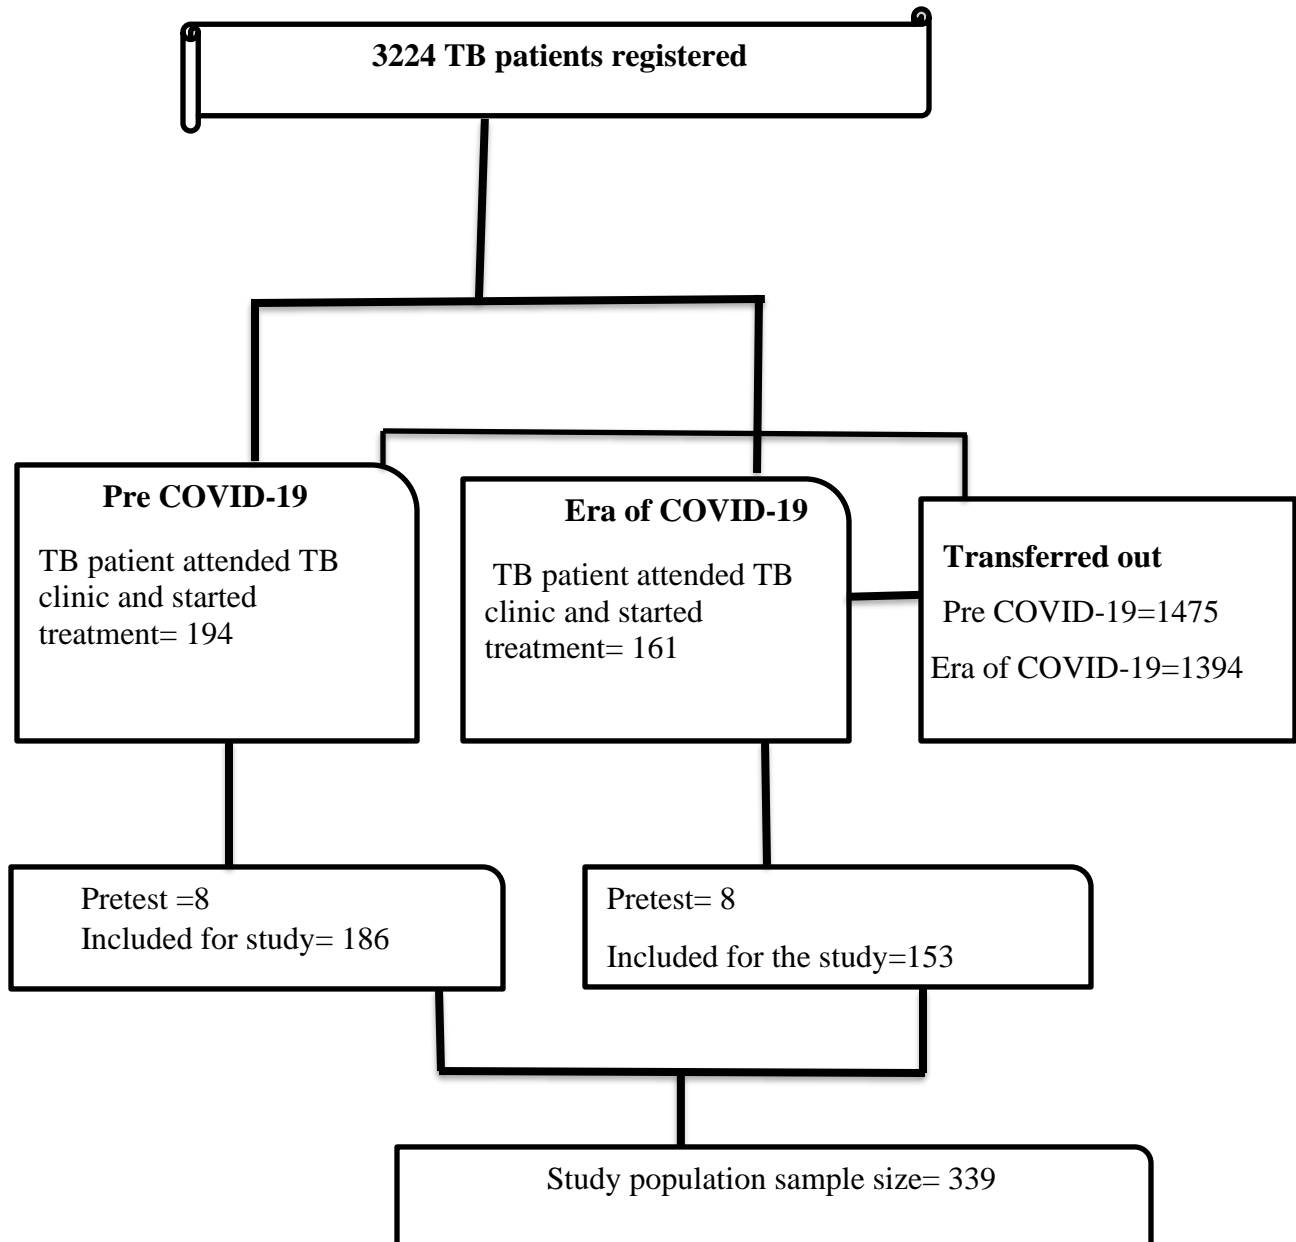 3224 TB patients registered
Pre COVID-19
TB patient attended TB
clinic and started
treatment= 194
Era of COVID-19
TB patient attended TB
clinic and started
treatment= 161
Transferred out
Pre COVID-19=1475
Era of COVID-19=1394
Pretest =8
Included for study= 186
Pretest= 8
Included for the study=153
Study population sample size= 339